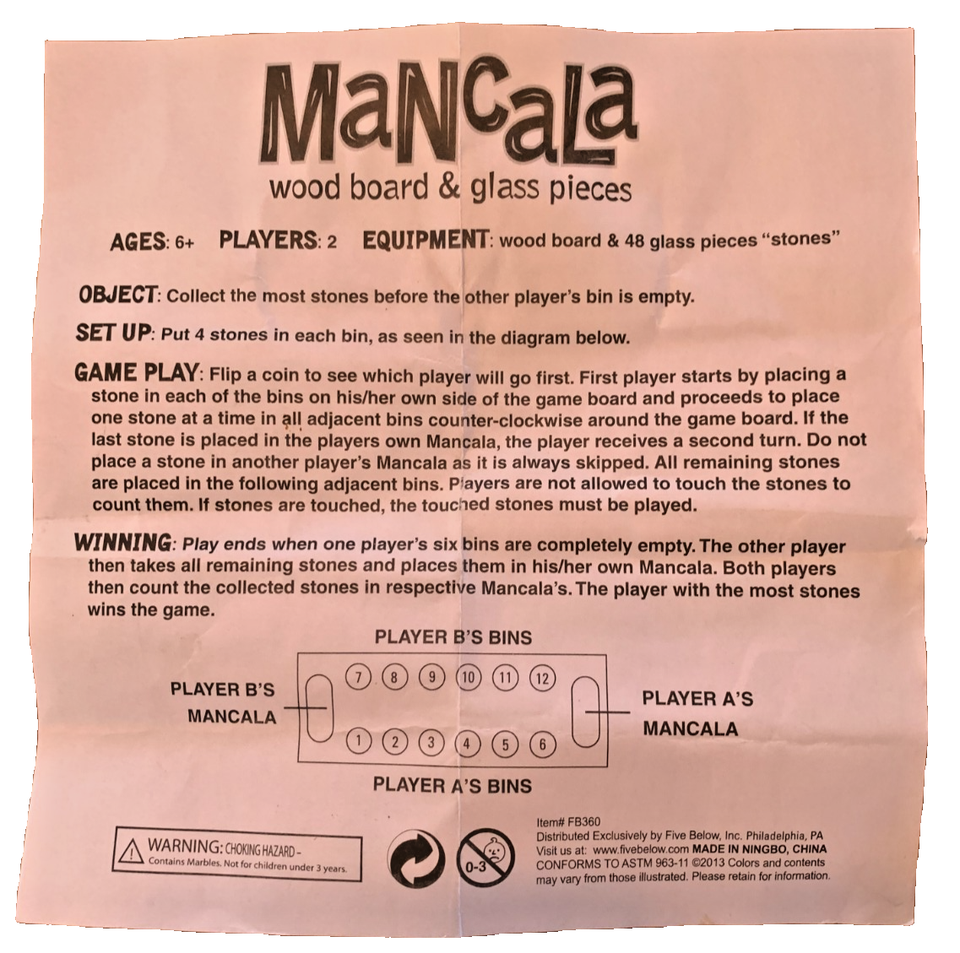 MaNCaLa
wood board & glass pieces
AGES: 6+ PLAYERS: 2 EQUIPMENT: wood board & 48 glass pieces “stones”
OBJECT: Collect the most stones before the other player’s bin is empty.
SET UP: Put 4 stones in each bin, as seen in the diagram below.
GAME PLAY: Flip a coin to see which player will go first. First player starts by placing a
stone in each of the bins on his/her own side of the game board and proceeds to place
one stone at a time in all adjacent bins counter-clockwise around the game board. If the
last stone is placed in the players own Mancala, the player receives a second turn. Do not
place a stone in another player’s Mancala as it is always skipped. All remaining stones
are placed in the following adjacent bins. Players are not allowed to touch the stones to
count them. If stones are touched, the touched stones must be played.
WINNING: Play ends when one player’s six bins are completely empty. The other player
then takes all remaining stones and places them in his/her own Mancala. Both players
then count the collected stones in respective Mancala’s. The player with the most stones
wins the game.
PLAYER B’S BINS
7 8 9 10 11 12
PLAYER B’S
MANCALA
PLAYER A’S
MANCALA
1 2 3 4 5 6
PLAYER A’S BINS
WARNING: CHOKING HAZARD –
Contains Marbles. Not for children under 3 years.
0-3
Item# FB360
Distributed Exclusively by Five Below, Inc. Philadelphia, PA
Visit us at: www.fivebelow.com MADE IN NINGBO, CHINA
CONFORMS TO ASTM 963-11 ©2013 Colors and contents
may vary from those illustrated. Please retain for information.